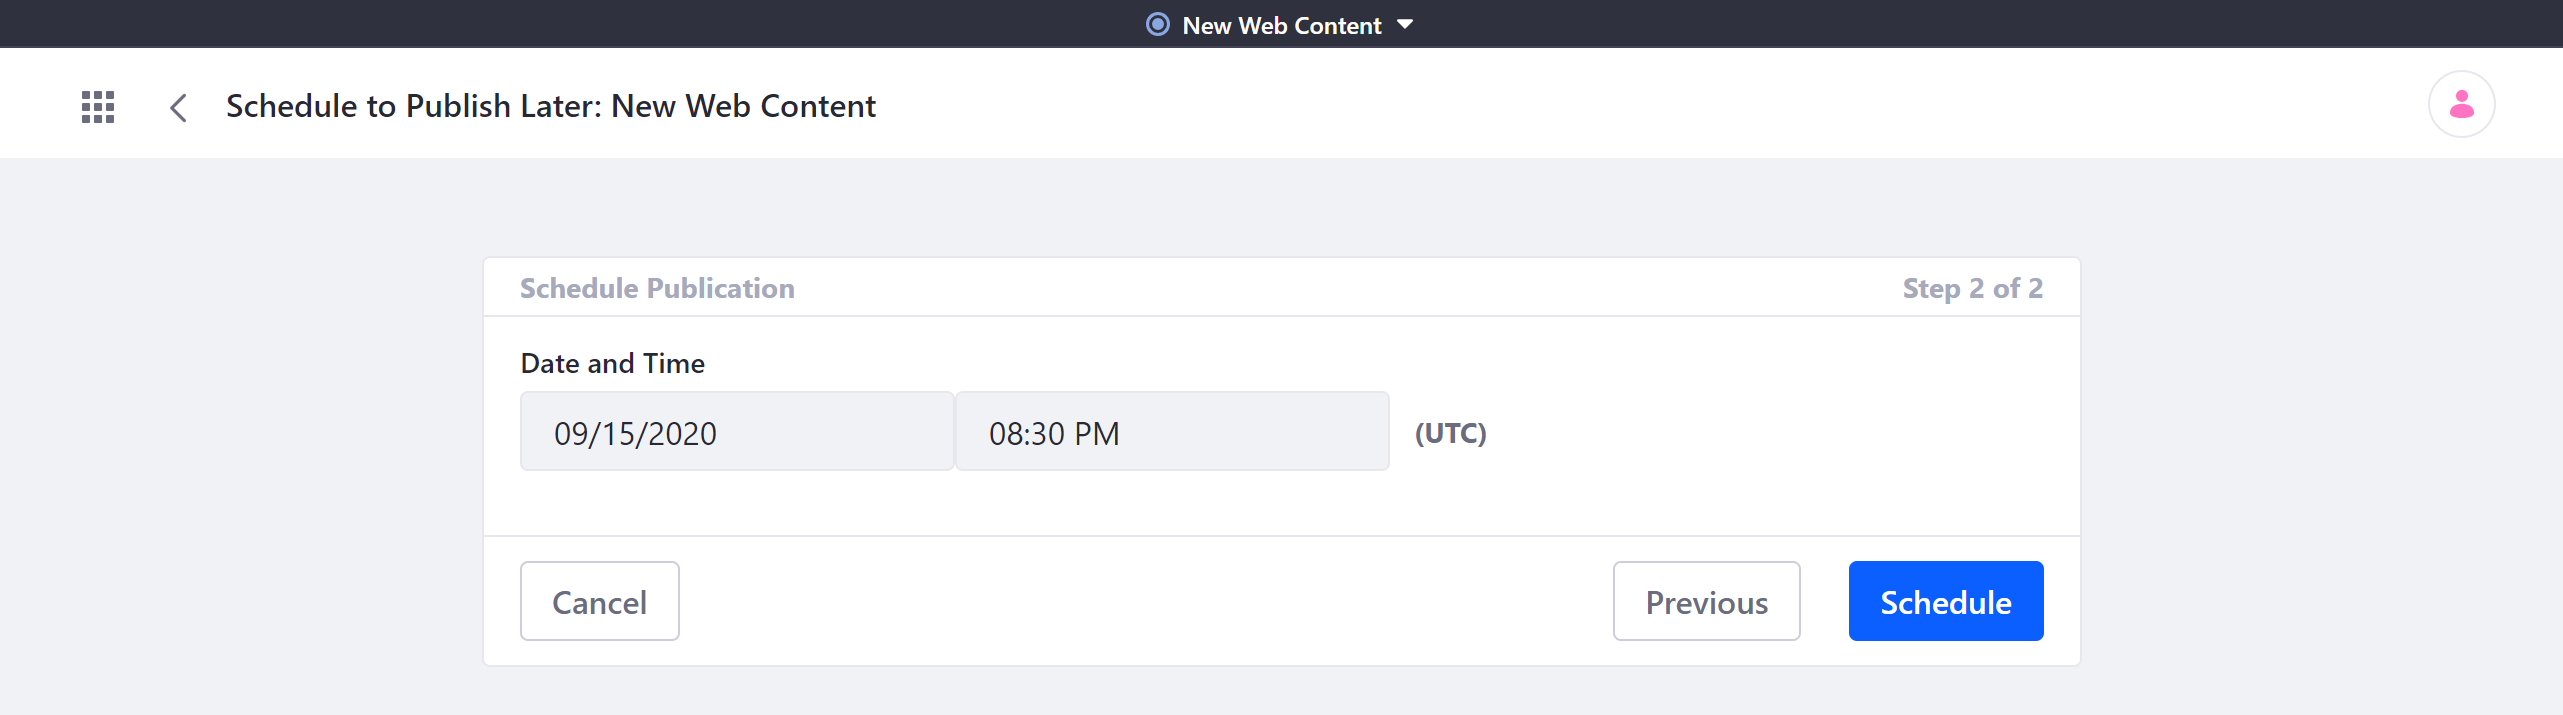 New Web Content
Schedule to Publish Later: New Web Content
Schedule Publication Step 2 of 2
Date and Time
09/15/2020 08:30 PM (UTC)
Cancel Previous Schedule